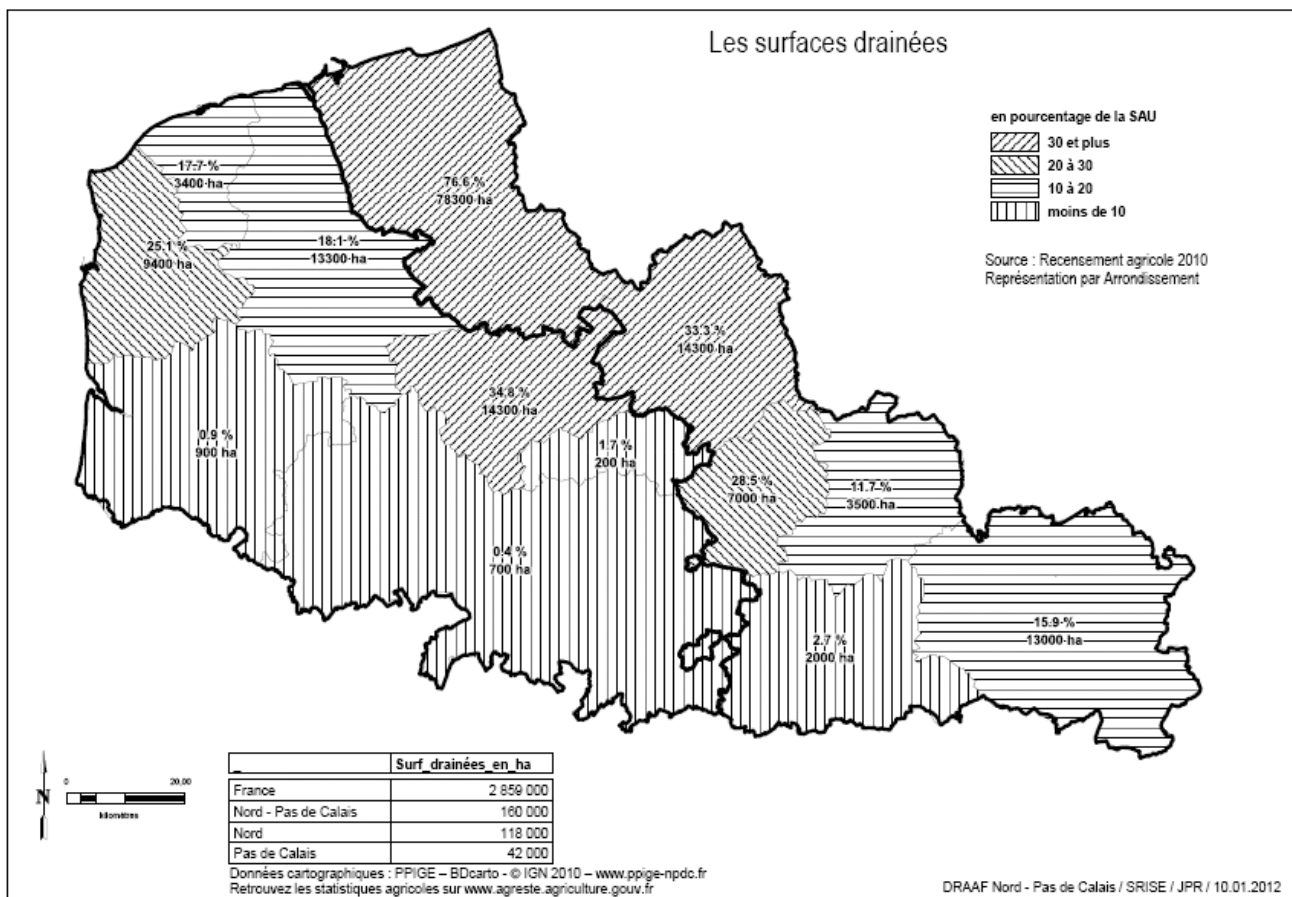 Les surfaces drainées
en pourcentage de la SAU
30 et plus
20 à 30
10 à 20
moins de 10
Source : Recensement agricole 2010
Représentation par Arrondissement
17.7 %
3400 ha
76.6 %
78300 ha
25.1 %
9400 ha
18.1 %
13300 ha
33.3 %
14300 ha
34.8 %
14300 ha
0.9 %
900 ha
1.7 %
200 ha
28.5 %
7000 ha
11.7 %
3500 ha
0.4 %
700 ha
2.7 %
2000 ha
15.9 %
13000 ha
N
0 20,00
kilomètres
_ Surf_drainées_en_ha
France 2 859 000
Nord - Pas de Calais 160 000
Nord 118 000
Pas de Calais 42 000
Données cartographiques : PPIGE – BDcarto - © IGN 2010 – www.ppige-npdc.fr
Retrouvez les statistiques agricoles sur www.agreste.agriculture.gouv.fr
DRAAF Nord - Pas de Calais / SRISE / JPR / 10.01.2012